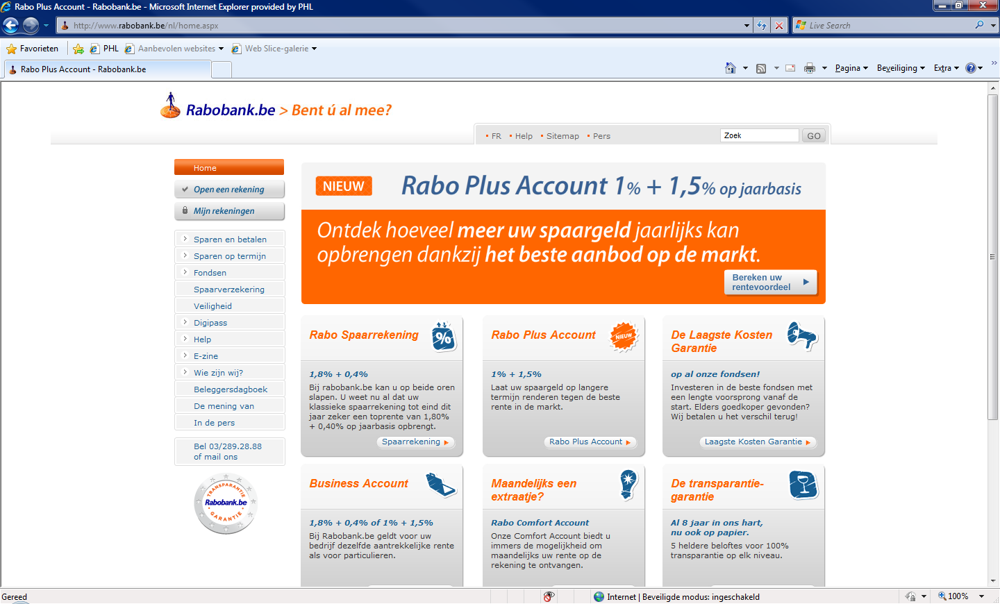 Rabo Plus Account - Rabobank.be - Microsoft Internet Explorer provided by PHL
http://www.rabobank.be/nl/home.aspx
Live Search
Favorieten
PHL
Aanbevolen websites
Web Slice-galerie
Rabo Plus Account - Rabobank.be
Pagina
Beveiliging
Extra
Rabobank.be > Bent ú al mee?
FR
Help
Sitemap
Pers
Zoek
GO
Home
Open een rekening
Mijn rekeningen
Sparen en betalen
Sparen op termijn
Fondsen
Spaarverzekering
Veiligheid
Digipass
Help
E-zine
Wie zijn wij?
Beleggersdagboek
De mening van
In de pers
Bel 03/289.28.88
of mail ons
TRANSPARANTIE
Rabobank.be
GARANTIE
NIEUW
Rabo Plus Account 1% + 1,5% op jaarbasis
Ontdek hoeveel meer uw spaargeld jaarlijks kan
opbrengen dankzij het beste aanbod op de markt.
Bereken uw
rentevoordeel
Rabo Spaarrekening
%
1,8% + 0,4%
Bij rabobank.be kan u op beide oren
slapen. U weet nu al dat uw
klassieke spaarrekening tot eind dit
jaar zeker een toprente van 1,80%
+ 0,40% op jaarbasis opbrengt.
Spaarrekening
Rabo Plus Account
NIEUW
1% + 1,5%
Laat uw spaargeld op langere
termijn renderen tegen de beste
rente in de markt.
Rabo Plus Account
De Laagste Kosten
Garantie
op al onze fondsen!
Investeren in de beste fondsen met
een lengte voorsprong vanaf de
start. Elders goedkoper gevonden?
Wij betalen u het verschil terug!
Laagste Kosten Garantie
Business Account
1,8% + 0,4% of 1% + 1,5%
Bij Rabobank.be geldt voor uw
bedrijf dezelfde aantrekkelijke rente
als voor particulieren.
Maandelijks een
extraatje?
Rabo Comfort Account
Onze Comfort Account biedt u
immers de mogelijkheid om
maandelijks uw rente op de
rekening te ontvangen.
De transparantie-
garantie
Al 8 jaar in ons hart,
nu ook op papier.
5 heldere beloftes voor 100%
transparantie op elk niveau.
Gereed
Internet | Beveiligde modus: ingeschakeld
100%